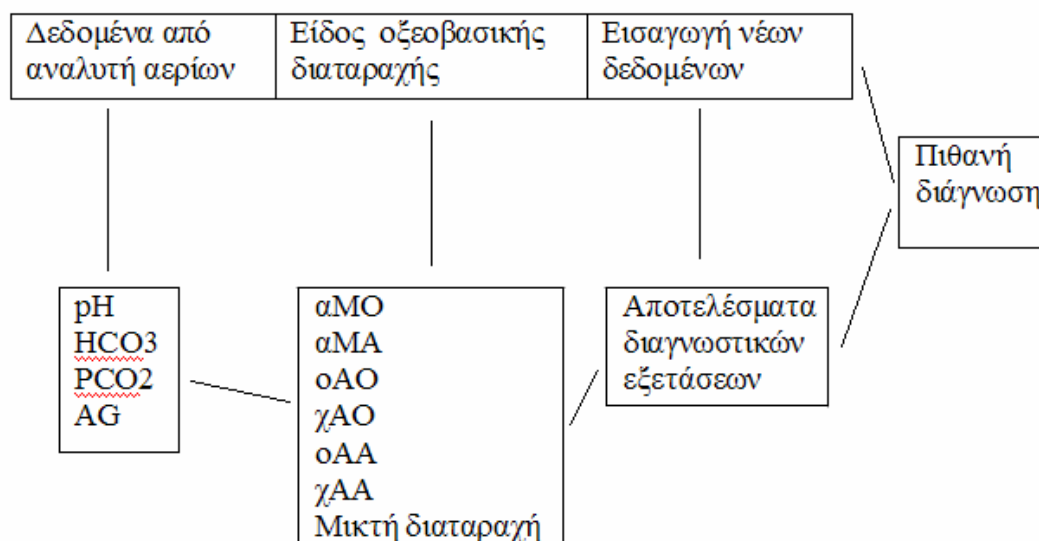 Δεδομένα από
αναλυτή αερίων
Είδος οξεοβασικής
διαταραχής
Εισαγωγή νέων
δεδομένων
Πιθανή
διάγνωση
pH
HCO3
PCO2
AG
αΜΟ
αΜΑ
οΑΟ
χΑΟ
οΑΑ
χΑΑ
Μικτή διαταραχή
Αποτελέσματα
διαγνωστικών
εξετάσεων